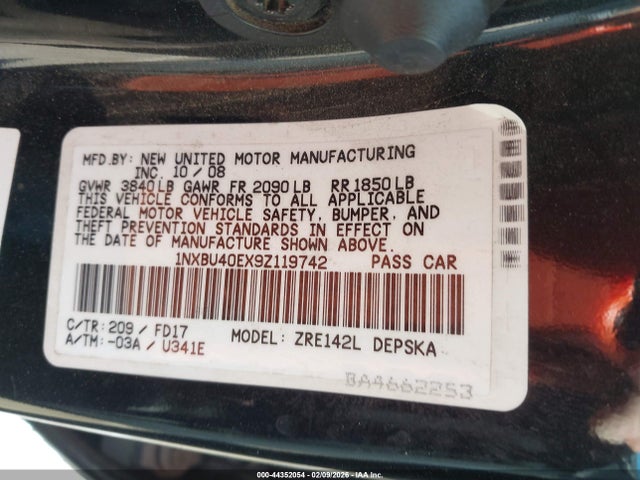 MFD.BY: NEW UNITED MOTOR MANUFACTURING
INC. 10/08
GVWR 3840LB GAWR FR 2090LB RR1850LB
THIS VEHICLE CONFORMS TO ALL APPLICABLE
FEDERAL MOTOR VEHICLE SAFETY, BUMPER, AND
THEFT PREVENTION STANDARDS IN EFFECT ON
THE DATE OF MANUFACTURE SHOWN ABOVE.
1NXBU40EX9Z119742 PASS CAR
C/TR: 209 / FD17 MODEL: ZRE142L DEPSKA
A/TM: -03A / U341E
BA4662253
000-44352054 - 02/09/2026 - IAA Inc.